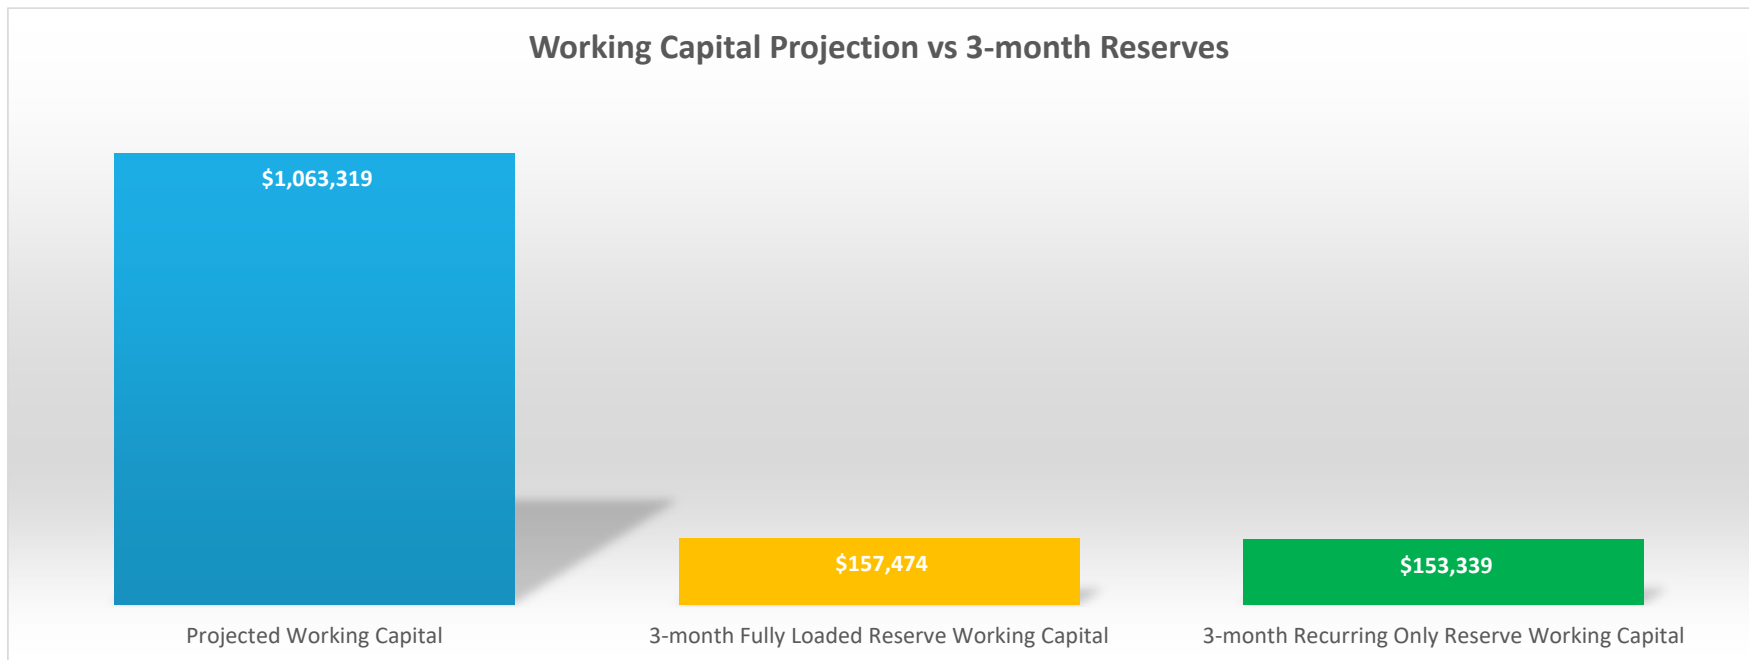 Working Capital Projection vs 3-month Reserves
$1,063,319
$157,474
$153,339
Projected Working Capital
3-month Fully Loaded Reserve Working Capital
3-month Recurring Only Reserve Working Capital